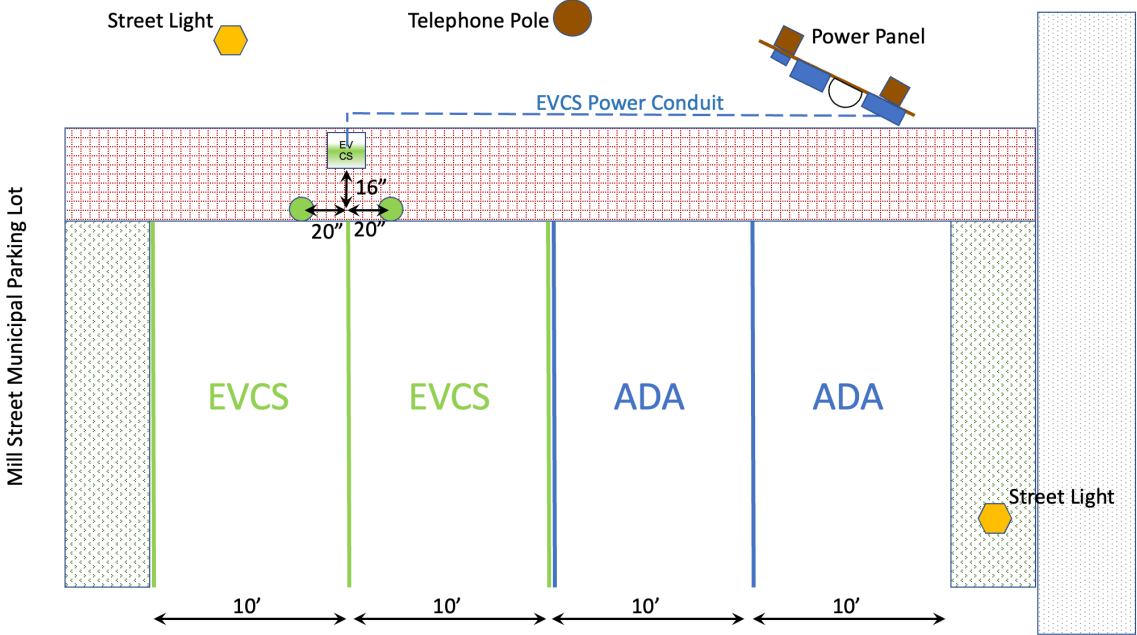 Street Light
Telephone Pole
Power Panel
EVCS Power Conduit
EV
CS
16”
20”
20”
Mill Street Municipal Parking Lot
EVCS
EVCS
ADA
ADA
Street Light
10’
10’
10’
10’